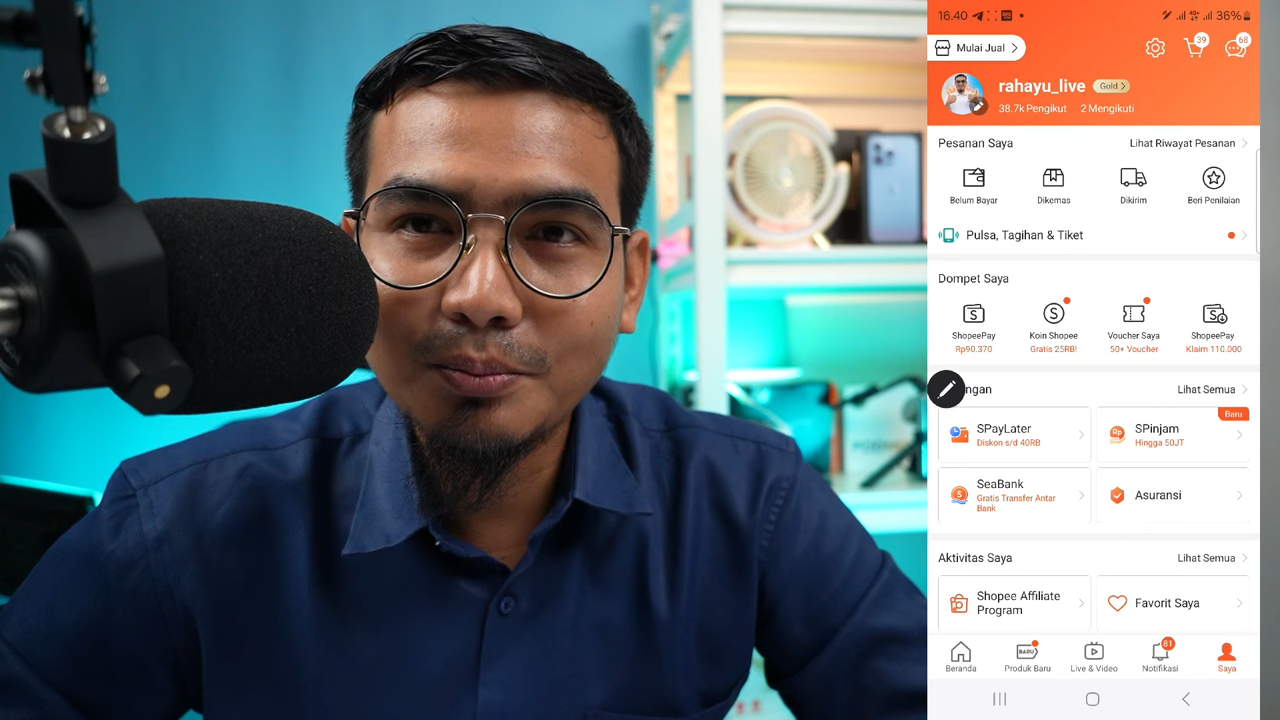 16.40
36%
Mulai Jual
39
68
rahayu_live
Gold
38.7k Pengikut 2 Mengikuti
Pesanan Saya
Lihat Riwayat Pesanan
Belum Bayar
Dikemas
Dikirim
Beri Penilaian
Pulsa, Tagihan & Tiket
Dompet Saya
ShopeePay
Koin Shopee
Voucher Saya
ShopeePay
Rp90.370
Gratis 25RB!
50+ Voucher
Klaim 110.000
ngan
Lihat Semua
Baru
SPayLater
Diskon s/d 40RB
SPinjam
Hingga 50JT
SeaBank
Gratis Transfer Antar
Bank
Asuransi
Aktivitas Saya
Lihat Semua
Shopee Affiliate
Program
Favorit Saya
BARU
81
Beranda
Produk Baru
Live & Video
Notifikasi
Saya